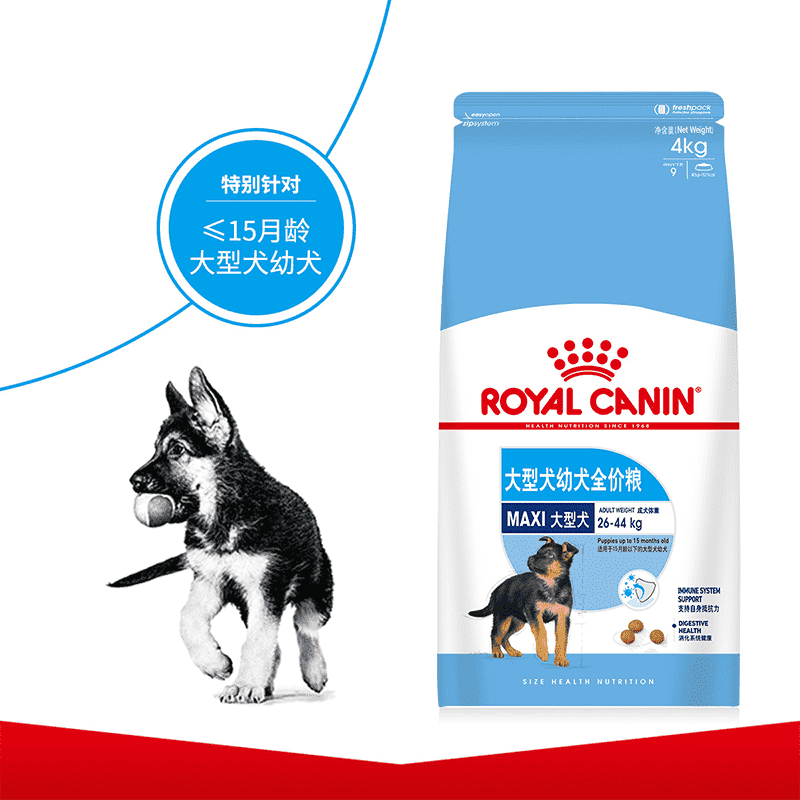 特别针对
≤15月龄
大型犬幼犬
easyopen
zipsystem
freshpack
净含量(Net Weight)
4kg
9
ROYAL CANIN®
HEALTH NUTRITION SINCE 1968
大型犬幼犬全价粮
MAXI 大型犬
ADULT WEIGHT 成犬体重
26-44 kg
Puppies up to 15 months old
适用于15月龄以下的大型犬幼犬
IMMUNE SYSTEM
SUPPORT
支持自身抵抗力
DIGESTIVE
HEALTH
消化系统健康
SIZE HEALTH NUTRITION